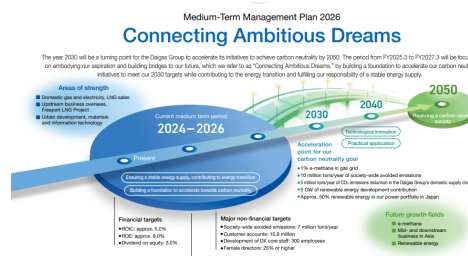 Medium-Term Management Plan 2026
Connecting Ambitious Dreams
The year 2030 will be a turning point for the Daigas Group to accelerate its initiatives to achieve carbon neutrality by 2050. The period from FY2025.3 to FY2027.3 will be focu
on embodying our aspiration and building bridges to our future, which we refer to as "Connecting Ambitious Dreams," by building a foundation to accelerate our carbon neut
initiatives to meet our 2030 targets while contributing to the energy transition and fulfilling our responsibility of a stable energy supply.
Areas of strength
Domestic gas and electricity, LNG sales
Upstream business overseas,
Freeport LNG Project
Urban development, materials
and information technology
Current medium term period
2024–2026
Present
Ensuring a stable energy supply, contributing to energy transition
Building a foundation to accelerate towards carbon neutrality
2030
2040
2050
Realizing a carbon neutral
society
Technological innovation
Practical application
Acceleration
point for our
carbon neutrality goal
1% e-methane in gas grid
10 million tons/year of society-wide avoided emissions
5 million tons/year of CO₂ emissions reduction in the Daigas Group's domestic supply cha
5 GW of renewable energy development contribution
Approx. 50% renewable energy in our power portfolio in Japan
Financial targets
ROIC: approx. 5.0%
ROE: approx. 8.0%
Dividend on equity: 3.0%
Major non-financial targets
Society-wide avoided emissions: 7 million tons/year
Customer accounts: 10.9 million
Development of DX core staff: 300 employees
Female directors: 25% or higher
Future growth fields
e-methane
Mid- and downstream
business in Asia
Renewable energy